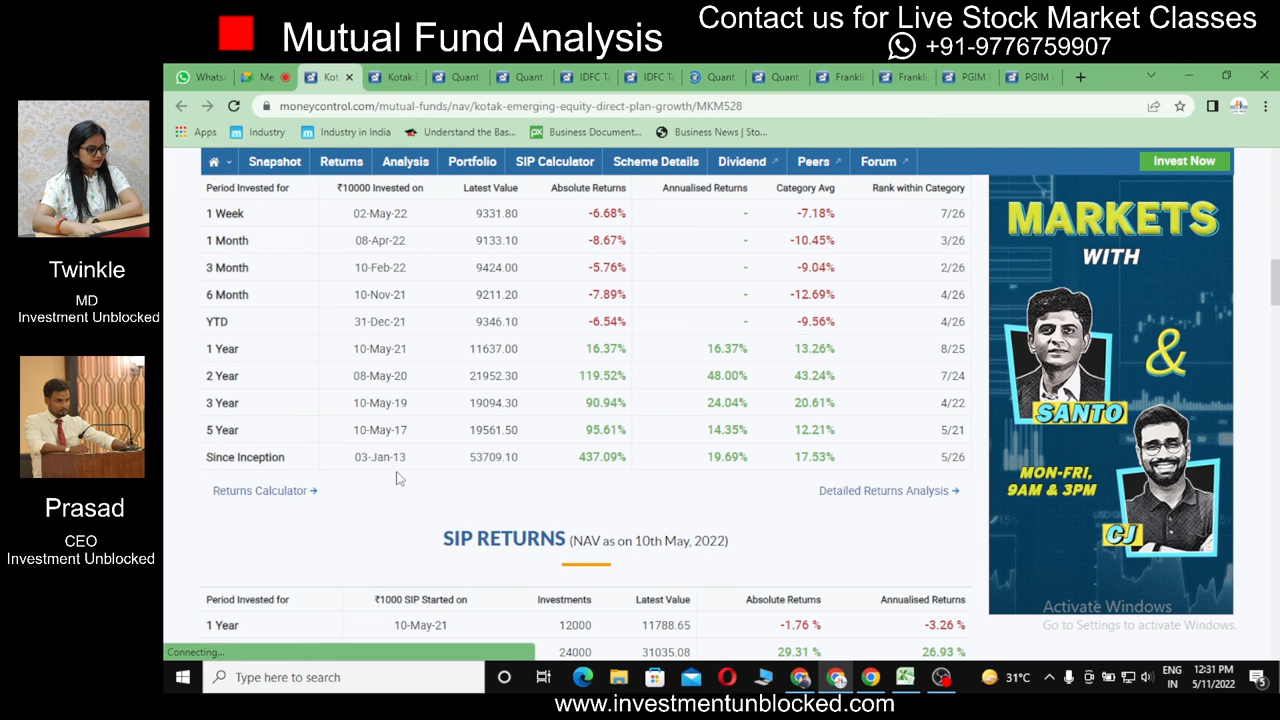 Mutual Fund Analysis
Contact us for Live Stock Market Classes
+91-9776759907
Twinkle
MD
Investment Unblocked
Prasad
CEO
Investment Unblocked
Whats Me Kot Kotak Quant Quant IDFC T IDFC T Quant Quant Frankl Frankl PGIM PGIM
moneycontrol.com/mutual-funds/nav/kotak-emerging-equity-direct-plan-growth/MKM528
Apps Industry Industry in India Understand the Bas... Business Document... Business News | Sto...
Snapshot Returns Analysis Portfolio SIP Calculator Scheme Details Dividend Peers Forum Invest Now
Period Invested for ₹10000 Invested on Latest Value Absolute Returns Annualised Returns Category Avg Rank within Category
1 Week 02-May-22 9331.80 -6.68% - -7.18% 7/26
1 Month 08-Apr-22 9133.10 -8.67% - -10.45% 3/26
3 Month 10-Feb-22 9424.00 -5.76% - -9.04% 2/26
6 Month 10-Nov-21 9211.20 -7.89% - -12.69% 4/26
YTD 31-Dec-21 9346.10 -6.54% - -9.56% 4/26
1 Year 10-May-21 11637.00 16.37% 16.37% 13.26% 8/25
2 Year 08-May-20 21952.30 119.52% 48.00% 43.24% 7/24
3 Year 10-May-19 19094.30 90.94% 24.04% 20.61% 4/22
5 Year 10-May-17 19561.50 95.61% 14.35% 12.21% 5/21
Since Inception 03-Jan-13 53709.10 437.09% 19.69% 17.53% 5/26
Returns Calculator Detailed Returns Analysis
SIP RETURNS (NAV as on 10th May, 2022)
Period Invested for ₹1000 SIP Started on Investments Latest Value Absolute Returns Annualised Returns
1 Year 10-May-21 12000 11788.65 -1.76 % -3.26 %
24000 31035.08 29.31 % 26.93 %
MARKETS
WITH
&
SANTO
MON-FRI,
9AM & 3PM
CJ
Activate Windows
Go to Settings to activate Windows.
Connecting...
Type here to search
31°C
ENG
IN
12:31 PM
5/11/2022
5
www.investmentunblocked.com